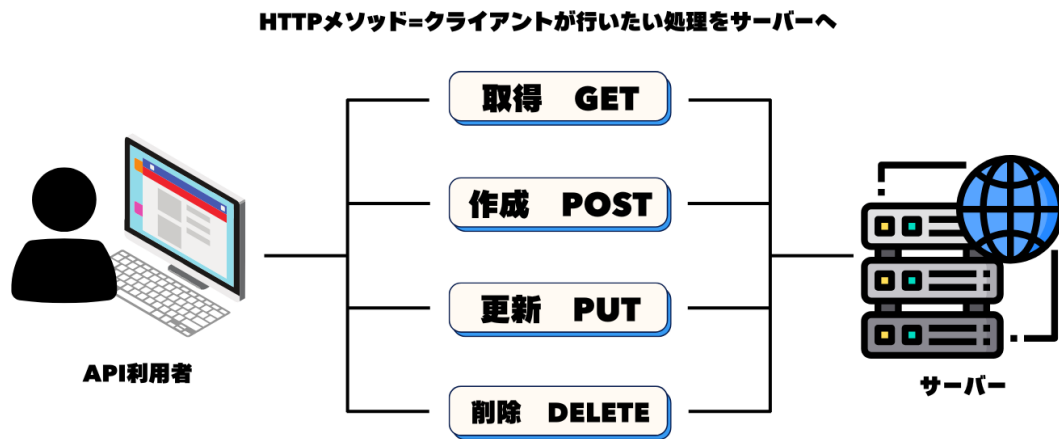 HTTPメソッド=クライアントが行いたい処理をサーバーへ
取得 GET
作成 POST
更新 PUT
削除 DELETE
API利用者
サーバー